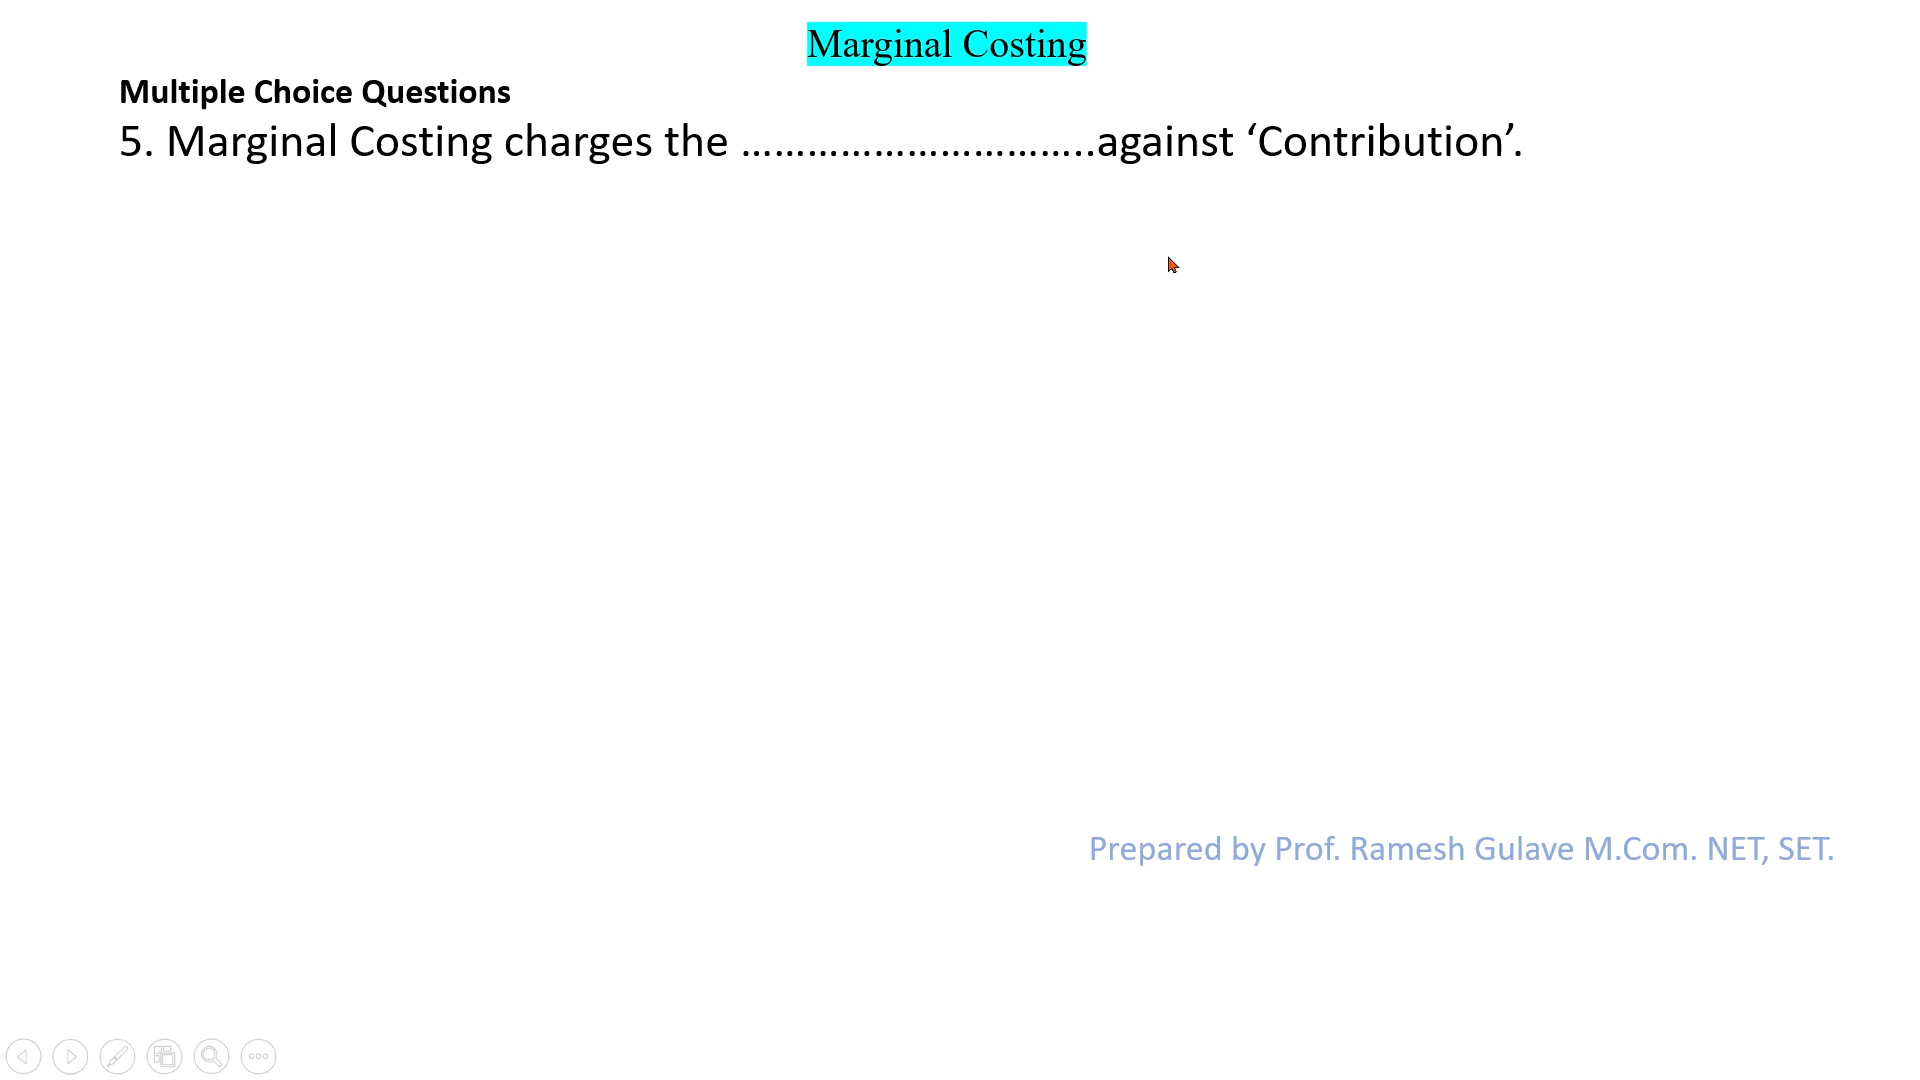 Marginal Costing
Multiple Choice Questions
5. Marginal Costing charges the …………………………..against ‘Contribution’.
Prepared by Prof. Ramesh Gulave M.Com. NET, SET.